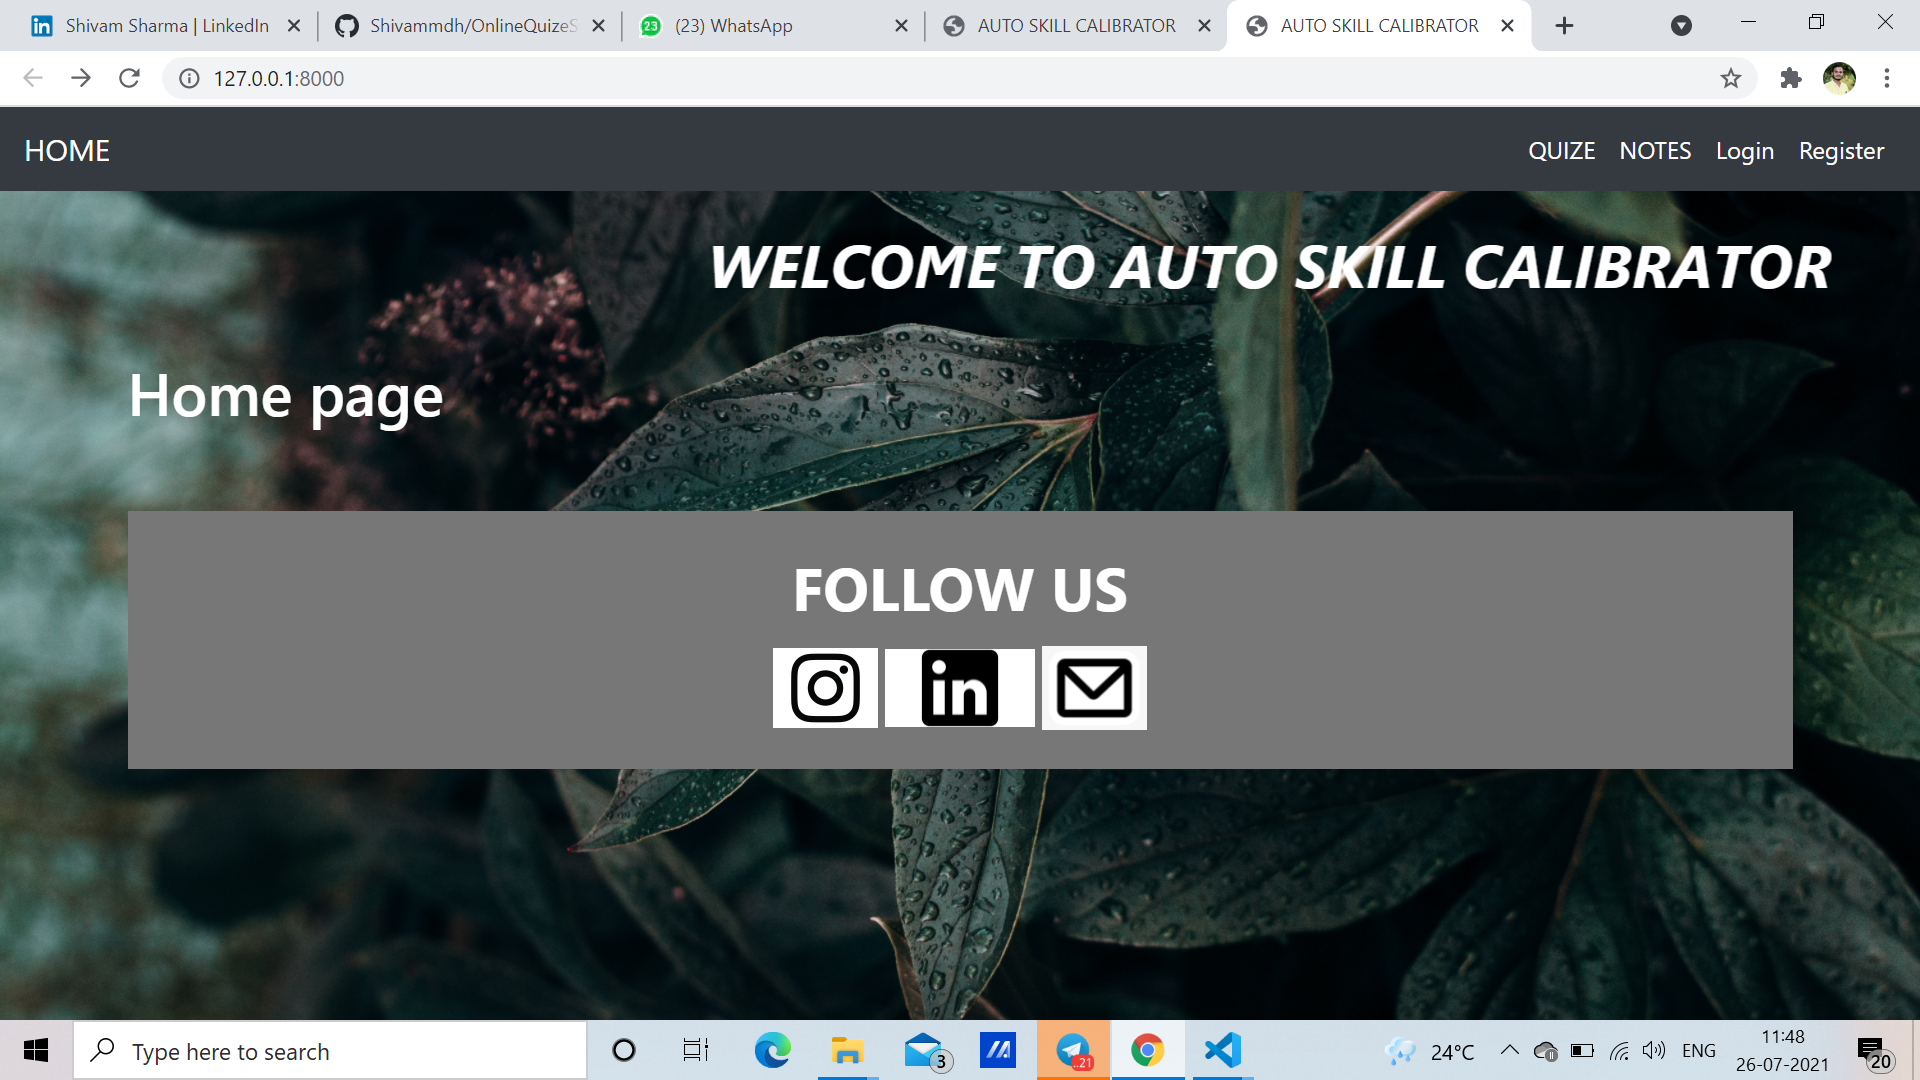 Shivam Sharma | LinkedIn
Shivammdh/OnlineQuizeS
(23) WhatsApp
AUTO SKILL CALIBRATOR
AUTO SKILL CALIBRATOR
127.0.0.1:8000
HOME
QUIZE NOTES Login Register
WELCOME TO AUTO SKILL CALIBRATOR
Home page
FOLLOW US
in
Type here to search
3
..21
24°C
ENG
11:48
26-07-2021
20